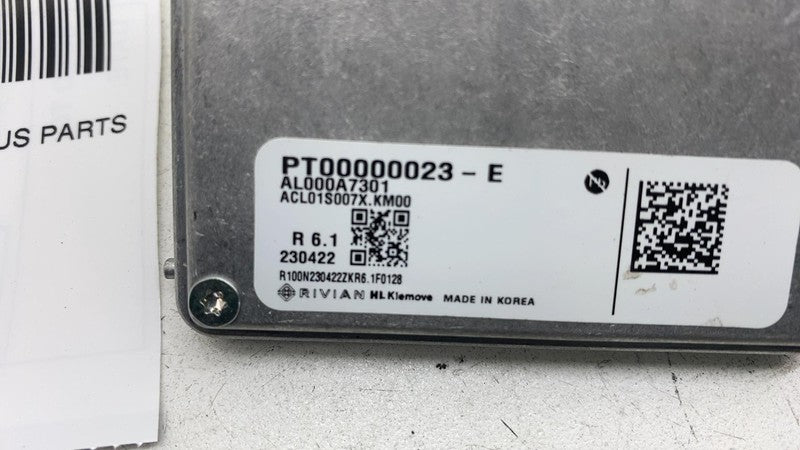 US PARTS
PT00000023 - E
AL000A7301
ACL01S007X.KM00
R 6.1
230422
R100N230422ZKR6.1F0128
RIVIAN HL Klemove MADE IN KOREA